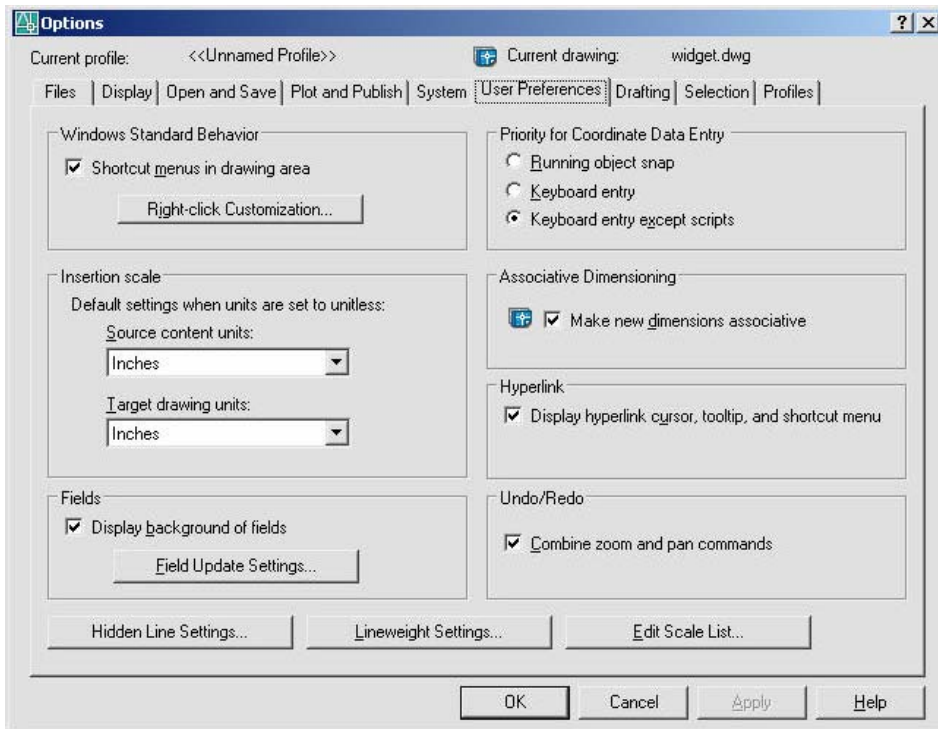 Options
Current profile: <<Unnamed Profile>> Current drawing: widget.dwg
Files Display Open and Save Plot and Publish System User Preferences Drafting Selection Profiles
Windows Standard Behavior
Shortcut menus in drawing area
Right-click Customization...
Priority for Coordinate Data Entry
Running object snap
Keyboard entry
Keyboard entry except scripts
Insertion scale
Default settings when units are set to unitless:
Source content units:
Inches
Target drawing units:
Inches
Associative Dimensioning
Make new dimensions associative
Hyperlink
Display hyperlink cursor, tooltip, and shortcut menu
Fields
Display background of fields
Field Update Settings...
Undo/Redo
Combine zoom and pan commands
Hidden Line Settings... Lineweight Settings... Edit Scale List...
OK Cancel Apply Help